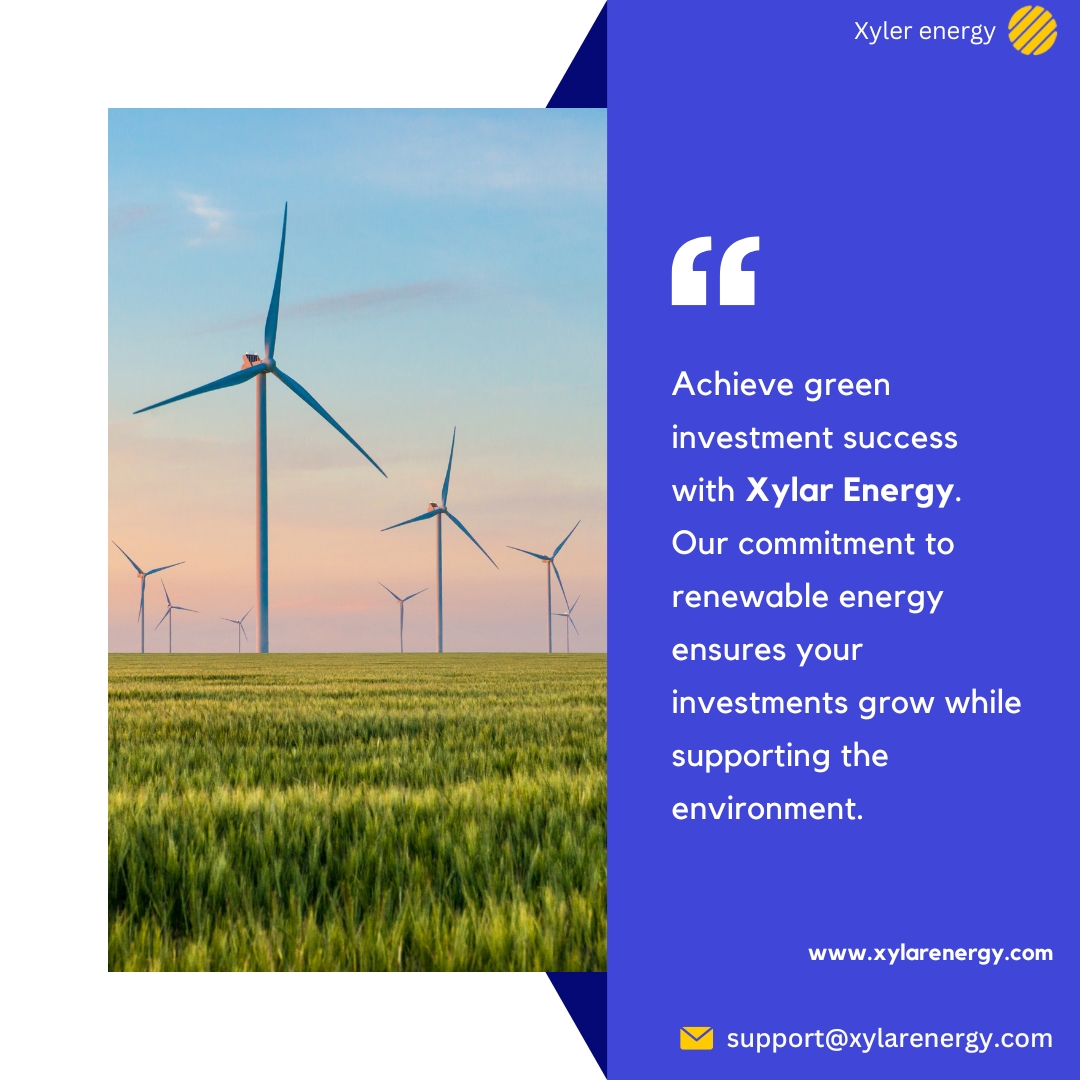 Xyler energy
“
Achieve green
investment success
with Xylar Energy.
Our commitment to
renewable energy
ensures your
investments grow while
supporting the
environment.
www.xylarenergy.com
support@xylarenergy.com